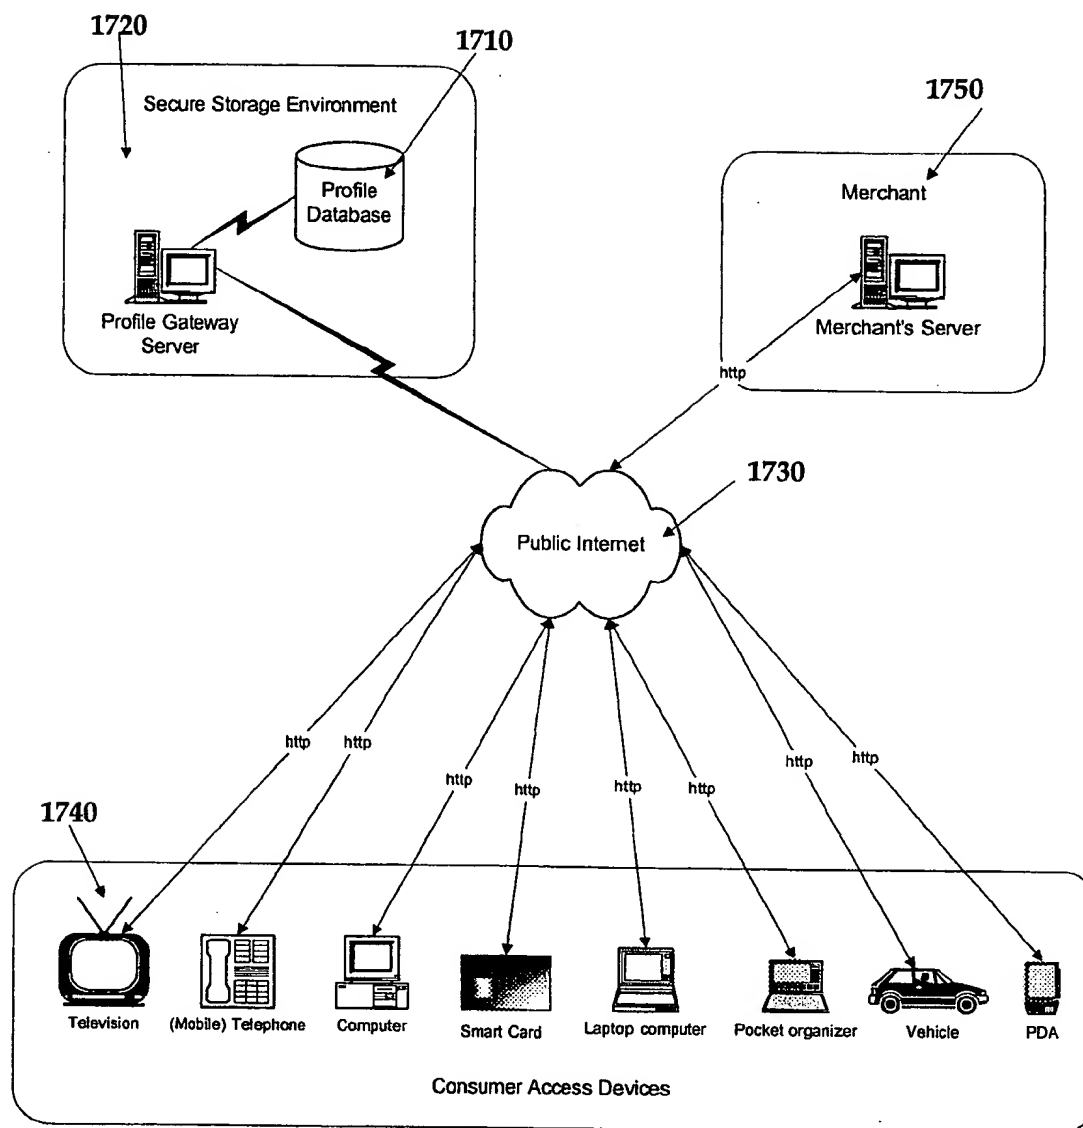 1720
1710
Secure Storage Environment
Profile
Database
Profile Gateway
Server
1750
Merchant
Merchant's Server
http
1730
Public Internet
http
http
http
http
http
http
http
http
1740
Television
(Mobile) Telephone
Computer
Smart Card
Laptop computer
Pocket organizer
Vehicle
PDA
Consumer Access Devices